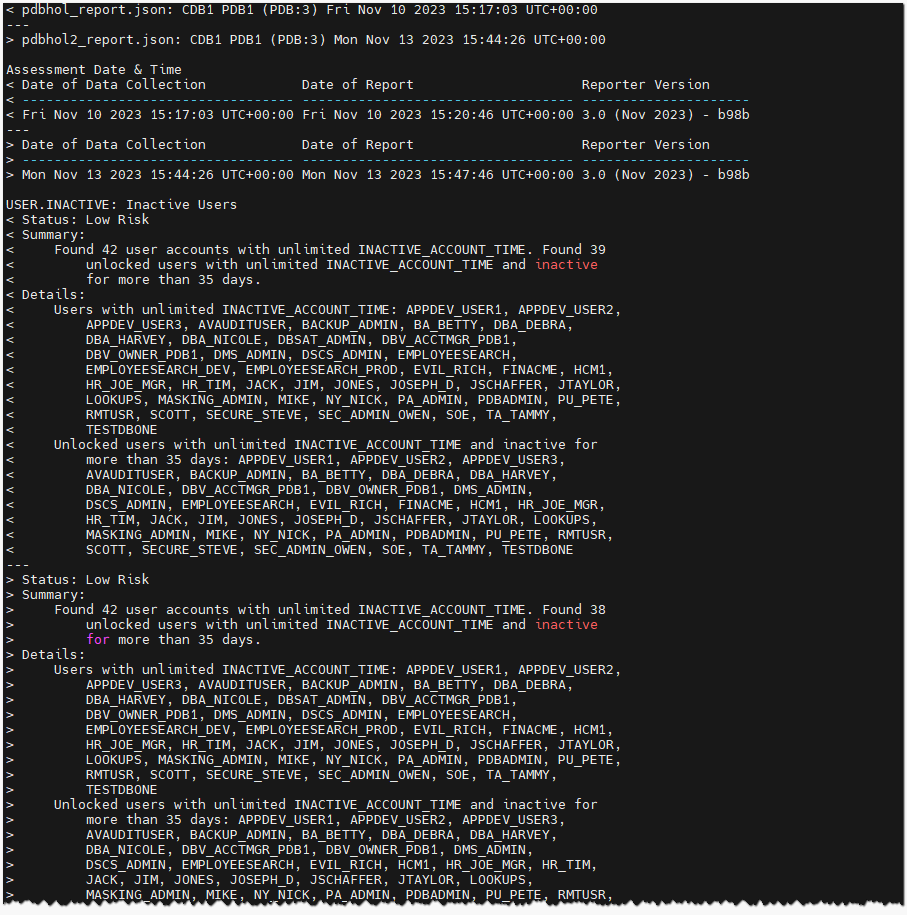 < pdbhol_report.json: CDB1 PDB1 (PDB:3) Fri Nov 10 2023 15:17:03 UTC+00:00
---
> pdbhol2_report.json: CDB1 PDB1 (PDB:3) Mon Nov 13 2023 15:44:26 UTC+00:00

Assessment Date & Time
< Date of Data Collection            Date of Report                     Reporter Version
< ---------------------------------- ---------------------------------- ---------------------
< Fri Nov 10 2023 15:17:03 UTC+00:00 Fri Nov 10 2023 15:20:46 UTC+00:00 3.0 (Nov 2023) - b98b
---
> Date of Data Collection            Date of Report                     Reporter Version
> ---------------------------------- ---------------------------------- ---------------------
> Mon Nov 13 2023 15:44:26 UTC+00:00 Mon Nov 13 2023 15:47:46 UTC+00:00 3.0 (Nov 2023) - b98b

USER.INACTIVE: Inactive Users
< Status: Low Risk
< Summary:
<     Found 42 user accounts with unlimited INACTIVE_ACCOUNT_TIME. Found 39
<         unlocked users with unlimited INACTIVE_ACCOUNT_TIME and inactive
<         for more than 35 days.
< Details:
<     Users with unlimited INACTIVE_ACCOUNT_TIME: APPDEV_USER1, APPDEV_USER2,
<         APPDEV_USER3, AVAUDITUSER, BACKUP_ADMIN, BA_BETTY, DBA_DEBRA,
<         DBA_HARVEY, DBA_NICOLE, DBSAT_ADMIN, DBV_ACCTMGR_PDB1,
<         DBV_OWNER_PDB1, DMS_ADMIN, DSCS_ADMIN, EMPLOYEESEARCH,
<         EMPLOYEESEARCH_DEV, EMPLOYEESEARCH_PROD, EVIL_RICH, FINACME, HCM1,
<         HR_JOE_MGR, HR_TIM, JACK, JIM, JONES, JOSEPH_D, JSCHAFFER, JTAYLOR,
<         LOOKUPS, MASKING_ADMIN, MIKE, NY_NICK, PA_ADMIN, PDBADMIN, PU_PETE,
<         RMTUSR, SCOTT, SECURE_STEVE, SEC_ADMIN_OWEN, SOE, TA_TAMMY,
<         TESTDBONE
<     Unlocked users with unlimited INACTIVE_ACCOUNT_TIME and inactive for
<         more than 35 days: APPDEV_USER1, APPDEV_USER2, APPDEV_USER3,
<         AVAUDITUSER, BACKUP_ADMIN, BA_BETTY, DBA_DEBRA, DBA_HARVEY,
<         DBA_NICOLE, DBV_ACCTMGR_PDB1, DBV_OWNER_PDB1, DMS_ADMIN,
<         DSCS_ADMIN, EMPLOYEESEARCH, EVIL_RICH, FINACME, HCM1, HR_JOE_MGR,
<         HR_TIM, JACK, JIM, JONES, JOSEPH_D, JSCHAFFER, JTAYLOR, LOOKUPS,
<         MASKING_ADMIN, MIKE, NY_NICK, PA_ADMIN, PDBADMIN, PU_PETE, RMTUSR,
<         SCOTT, SECURE_STEVE, SEC_ADMIN_OWEN, SOE, TA_TAMMY, TESTDBONE
---
> Status: Low Risk
> Summary:
>     Found 42 user accounts with unlimited INACTIVE_ACCOUNT_TIME. Found 38
>         unlocked users with unlimited INACTIVE_ACCOUNT_TIME and inactive
>         for more than 35 days.
> Details:
>     Users with unlimited INACTIVE_ACCOUNT_TIME: APPDEV_USER1, APPDEV_USER2,
>         APPDEV_USER3, AVAUDITUSER, BACKUP_ADMIN, BA_BETTY, DBA_DEBRA,
>         DBA_HARVEY, DBA_NICOLE, DBSAT_ADMIN, DBV_ACCTMGR_PDB1,
>         DBV_OWNER_PDB1, DMS_ADMIN, DSCS_ADMIN, EMPLOYEESEARCH,
>         EMPLOYEESEARCH_DEV, EMPLOYEESEARCH_PROD, EVIL_RICH, FINACME, HCM1,
>         HR_JOE_MGR, HR_TIM, JACK, JIM, JONES, JOSEPH_D, JSCHAFFER, JTAYLOR,
>         LOOKUPS, MASKING_ADMIN, MIKE, NY_NICK, PA_ADMIN, PDBADMIN, PU_PETE,
>         RMTUSR, SCOTT, SECURE_STEVE, SEC_ADMIN_OWEN, SOE, TA_TAMMY,
>         TESTDBONE
>     Unlocked users with unlimited INACTIVE_ACCOUNT_TIME and inactive for
>         more than 35 days: APPDEV_USER1, APPDEV_USER2, APPDEV_USER3,
>         AVAUDITUSER, BACKUP_ADMIN, BA_BETTY, DBA_DEBRA, DBA_HARVEY,
>         DBA_NICOLE, DBV_ACCTMGR_PDB1, DBV_OWNER_PDB1, DMS_ADMIN,
>         DSCS_ADMIN, EMPLOYEESEARCH, EVIL_RICH, HCM1, HR_JOE_MGR, HR_TIM,
>         JACK, JIM, JONES, JOSEPH_D, JSCHAFFER, JTAYLOR, LOOKUPS,
>         MASKING_ADMIN, MIKE, NY_NICK, PA_ADMIN, PDBADMIN, PU_PETE, RMTUSR,